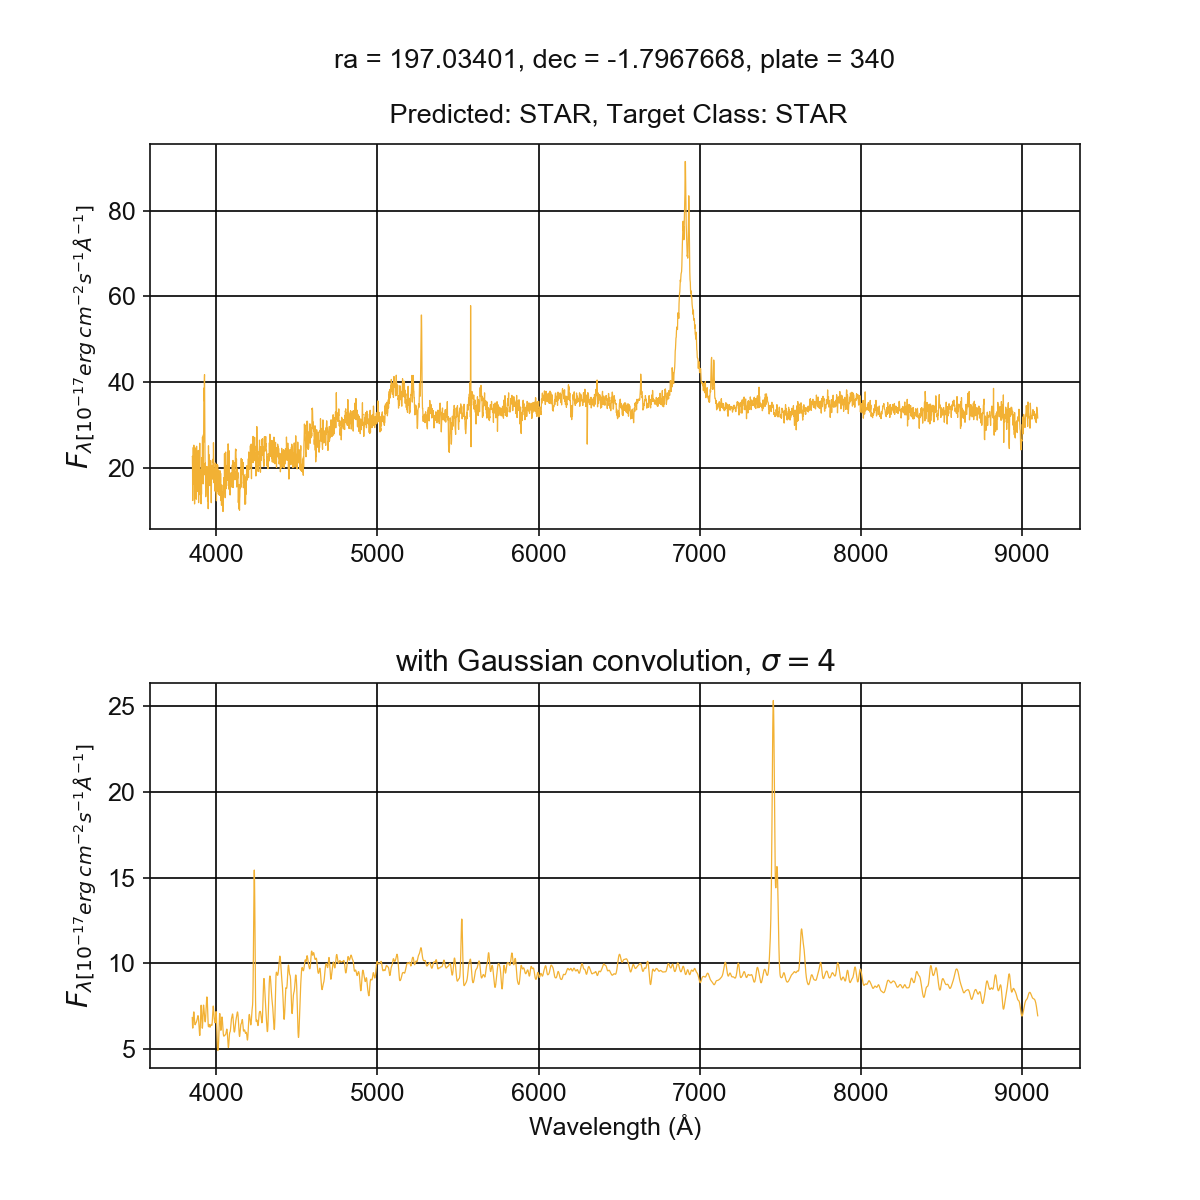 ra = 197.03401, dec = -1.7967668, plate = 340
Predicted: STAR, Target Class: STAR
F_λ[10^{-17} erg cm^{-2}s^{-1}Å^{-1}]
80
60
40
20
4000 5000 6000 7000 8000 9000
with Gaussian convolution, σ = 4
F_λ[10^{-17} erg cm^{-2}s^{-1}Å^{-1}]
25
20
15
10
5
4000 5000 6000 7000 8000 9000
Wavelength (Å)